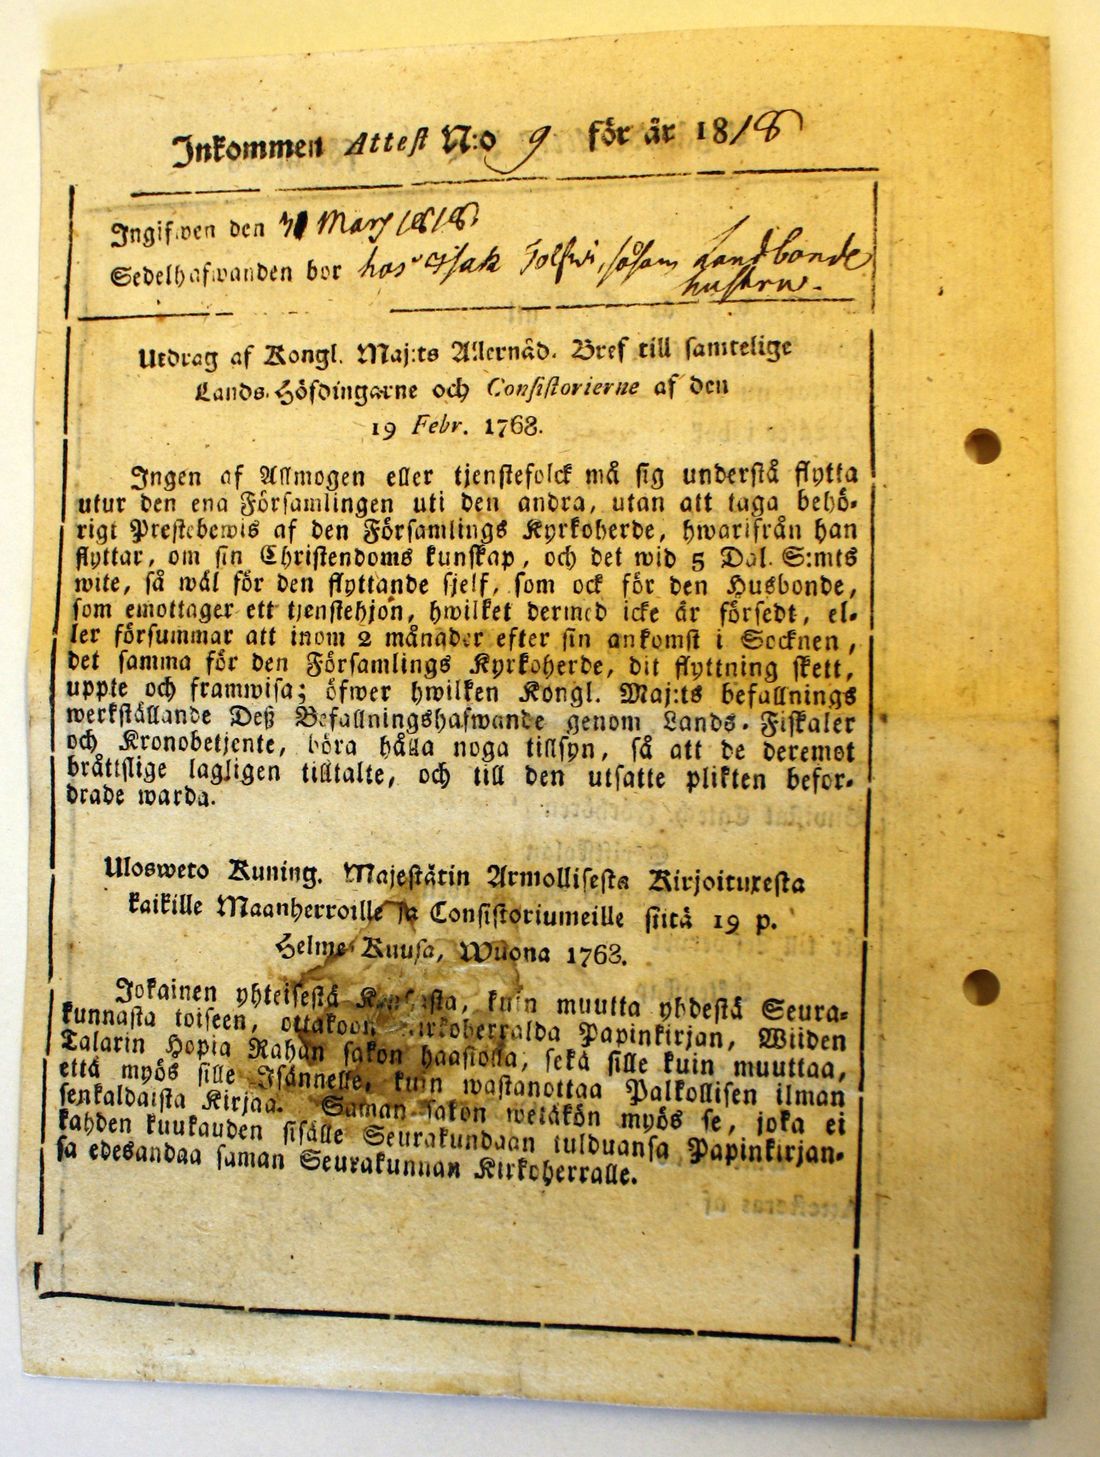 Inkommen Attest N:o 9 för år 1818
Ingifwen den 31 Mars 1818
Sedelhafwanden bor hos Isak såsom Landbonde
hustru.
Utdrag af Kongl. Maj:ts Allernåd. Bref till samtelige
Lands-Höfdingarne och Consistorierne af den
19 Febr. 1768.
Ingen af Allmogen eller tjenstefolck må sig understå flytta
utur den ena Församlingen uti den andra, utan att taga behö-
rigt Prestebewis af den Församlings Kyrkoherde, hwarifrån han
flyttar, om sin Christendoms kunskap, och det wid 5 Dal. S:mts
wite, så wäl för den flyttande sjelf, som ock för den Husbonde,
som emottager ett tjenstehjon, hwilket dermed icke är försedt, el-
ler försummar att inom 2 månader efter sin ankomst i Socknen,
det samma för den Församlings Kyrkoherde, dit flyttning skett,
uppte och framwisa; öfwer hwilken Kongl. Maj:ts befallnings
werkställande Deß Befallningshafwande genom Lands-Fiskaler
och Kronobetjente, böra hålla noga tillsyn, så att de deremot
bråttslige lagligen tilltalte, och till den utsatte plikten befor-
drade warda.
Ulosweto Kuning. Majestätin Armollisesta Kirjoituxesta
kaikille Maanherroille ja Consistoriumeille siitä 19 p.
Helme-Kuusa, Wuona 1768.
Jokainen yhteisestä Kansasta, kuin muutta yhdestä Seura-
kunnasta toiseen, ottakoon Kirkoherralda Papinkirjan, Wiiden
Talarin Hopia Rahan sakon haastolla, sekä sille kuin muuttaa,
että myös sille Isännelle, kuin wastanottaa Palkollisen ilman
senkaldaista Kirjaa. Saman sakon wetäkön myös se, joka ei
kahden kuukauden sisälle Seurakundaan tulduansa Papinkirjan-
sa edesandaa saman Seurakunnan Kirkoherralle.